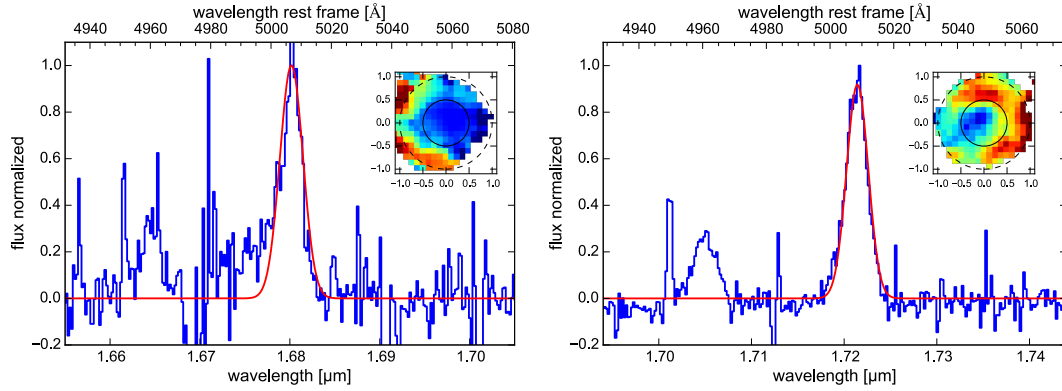 wavelength rest frame [Å]
4940 4960 4980 5000 5020 5040 5060 5080
flux normalized
1.0
0.8
0.6
0.4
0.2
0.0
−0.2
1.0
0.5
0.0
−0.5
−1.0
−1.0 −0.5 0.0 0.5 1.0
1.66 1.67 1.68 1.69 1.70
wavelength [µm]
wavelength rest frame [Å]
4940 4960 4980 5000 5020 5040 5060
flux normalized
1.0
0.8
0.6
0.4
0.2
0.0
−0.2
1.0
0.5
0.0
−0.5
−1.0
−1.0 −0.5 0.0 0.5 1.0
1.70 1.71 1.72 1.73 1.74
wavelength [µm]